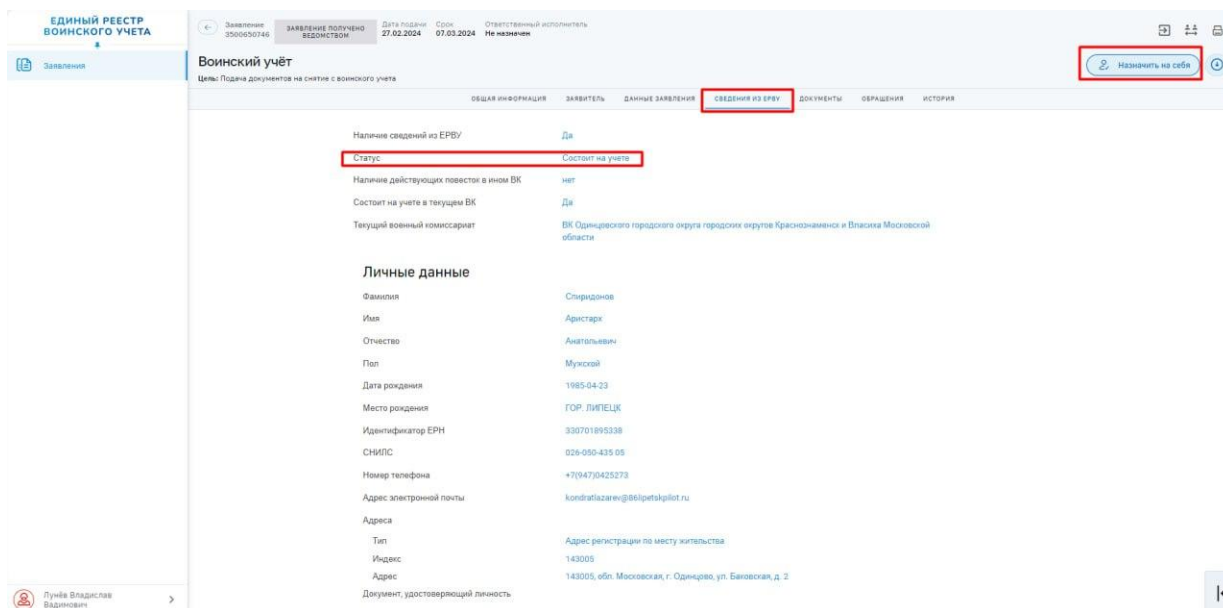 ЕДИНЫЙ РЕЕСТР
ВОИНСКОГО УЧЕТА
Заявления
Заявление
3500650746
ЗАЯВЛЕНИЕ ПОЛУЧЕНО
ВЕДОМСТВОМ
Дата подачи
27.02.2024
Срок
07.03.2024
Ответственный исполнитель
Не назначен
Воинский учёт
Цель: Подача документов на снятие с воинского учета
Назначить на себя
ОБЩАЯ ИНФОРМАЦИЯ ЗАЯВИТЕЛЬ ДАННЫЕ ЗАЯВЛЕНИЯ СВЕДЕНИЯ ИЗ ЕРВУ ДОКУМЕНТЫ ОБРАЩЕНИЯ ИСТОРИЯ
Наличие сведений из ЕРВУ Да
Статус Состоит на учете
Наличие действующих повесток в ином ВК нет
Состоит на учете в текущем ВК Да
Текущий военный комиссариат ВК Одинцовского городского округа городских округов Краснознаменск и Власиха Московской
области
Личные данные
Фамилия Спиридонов
Имя Аристарх
Отчество Анатольевич
Пол Мужской
Дата рождения 1985-04-23
Место рождения ГОР. ЛИПЕЦК
Идентификатор ЕРН 330701895338
СНИЛС 026-050-435 05
Номер телефона +7(947)0425273
Адрес электронной почты kondratlazarev@86lipetskpilot.ru
Адреса
Тип Адрес регистрации по месту жительства
Индекс 143005
Адрес 143005, обл. Московская, г. Одинцово, ул. Баковская, д. 2
Документ, удостоверяющий личность
Лунёв Владислав
Вадимович